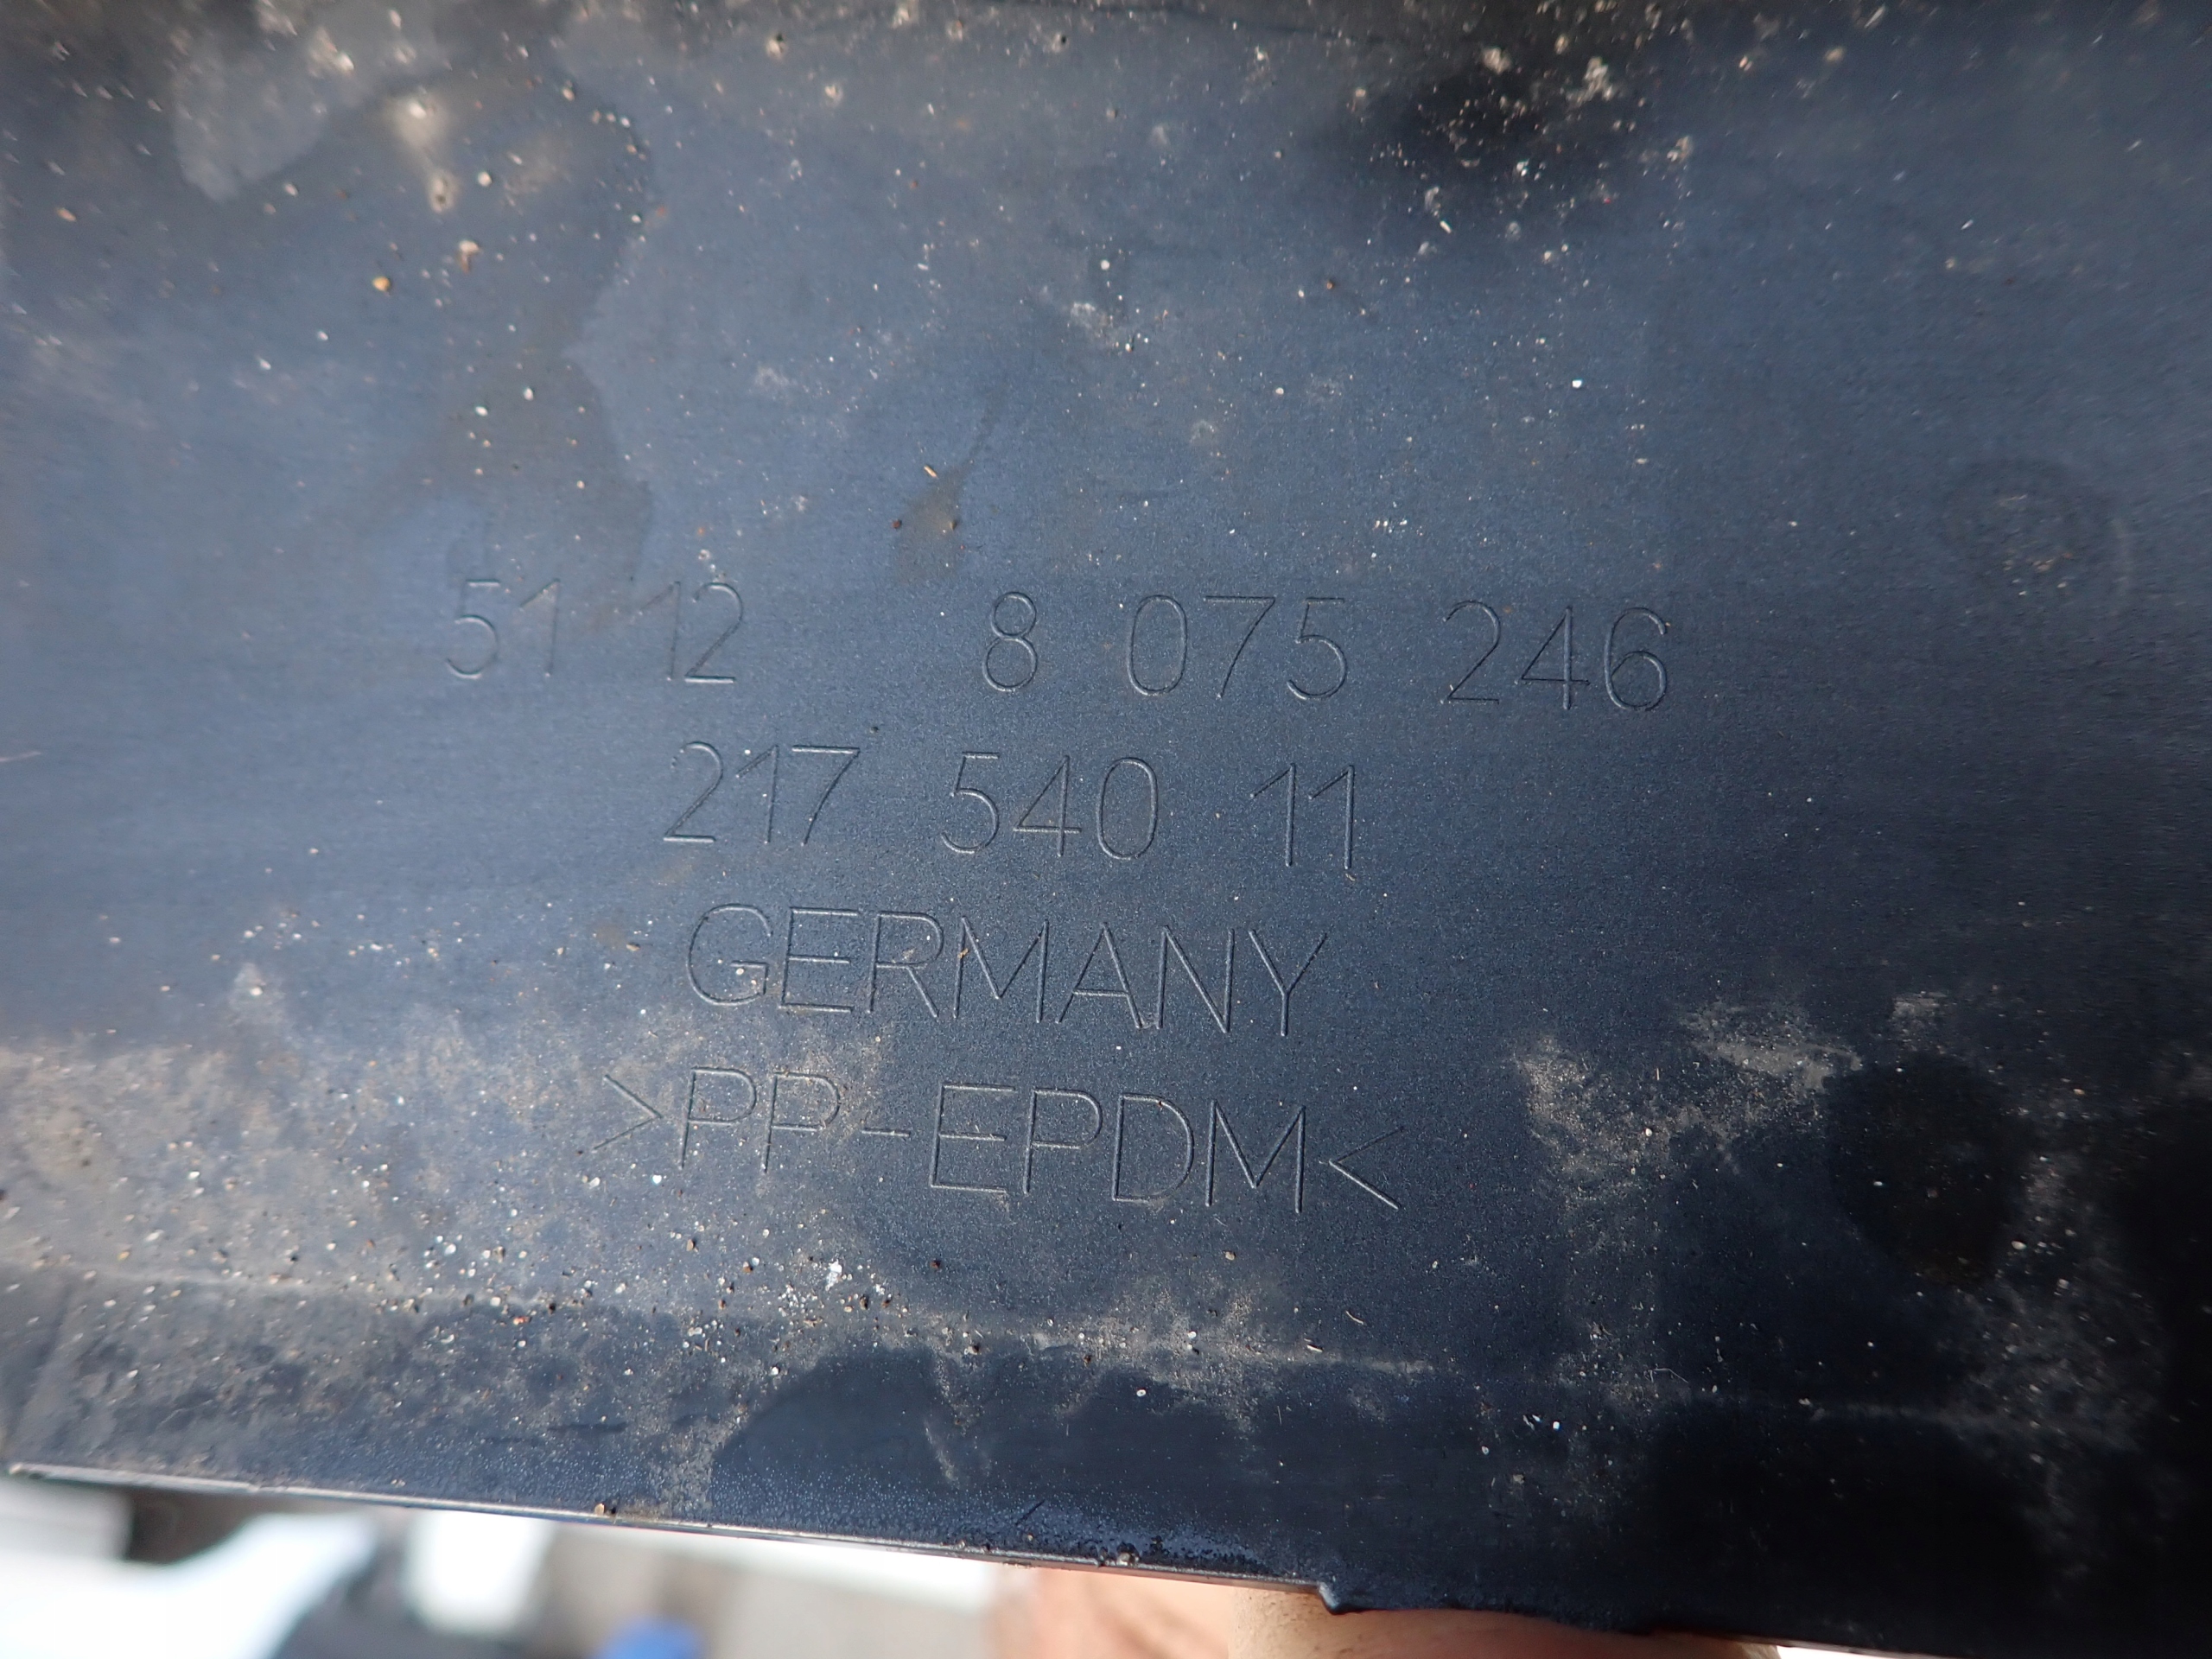 51 12 8 075 246
217 540 11
GERMANY
>PP-EPDM<